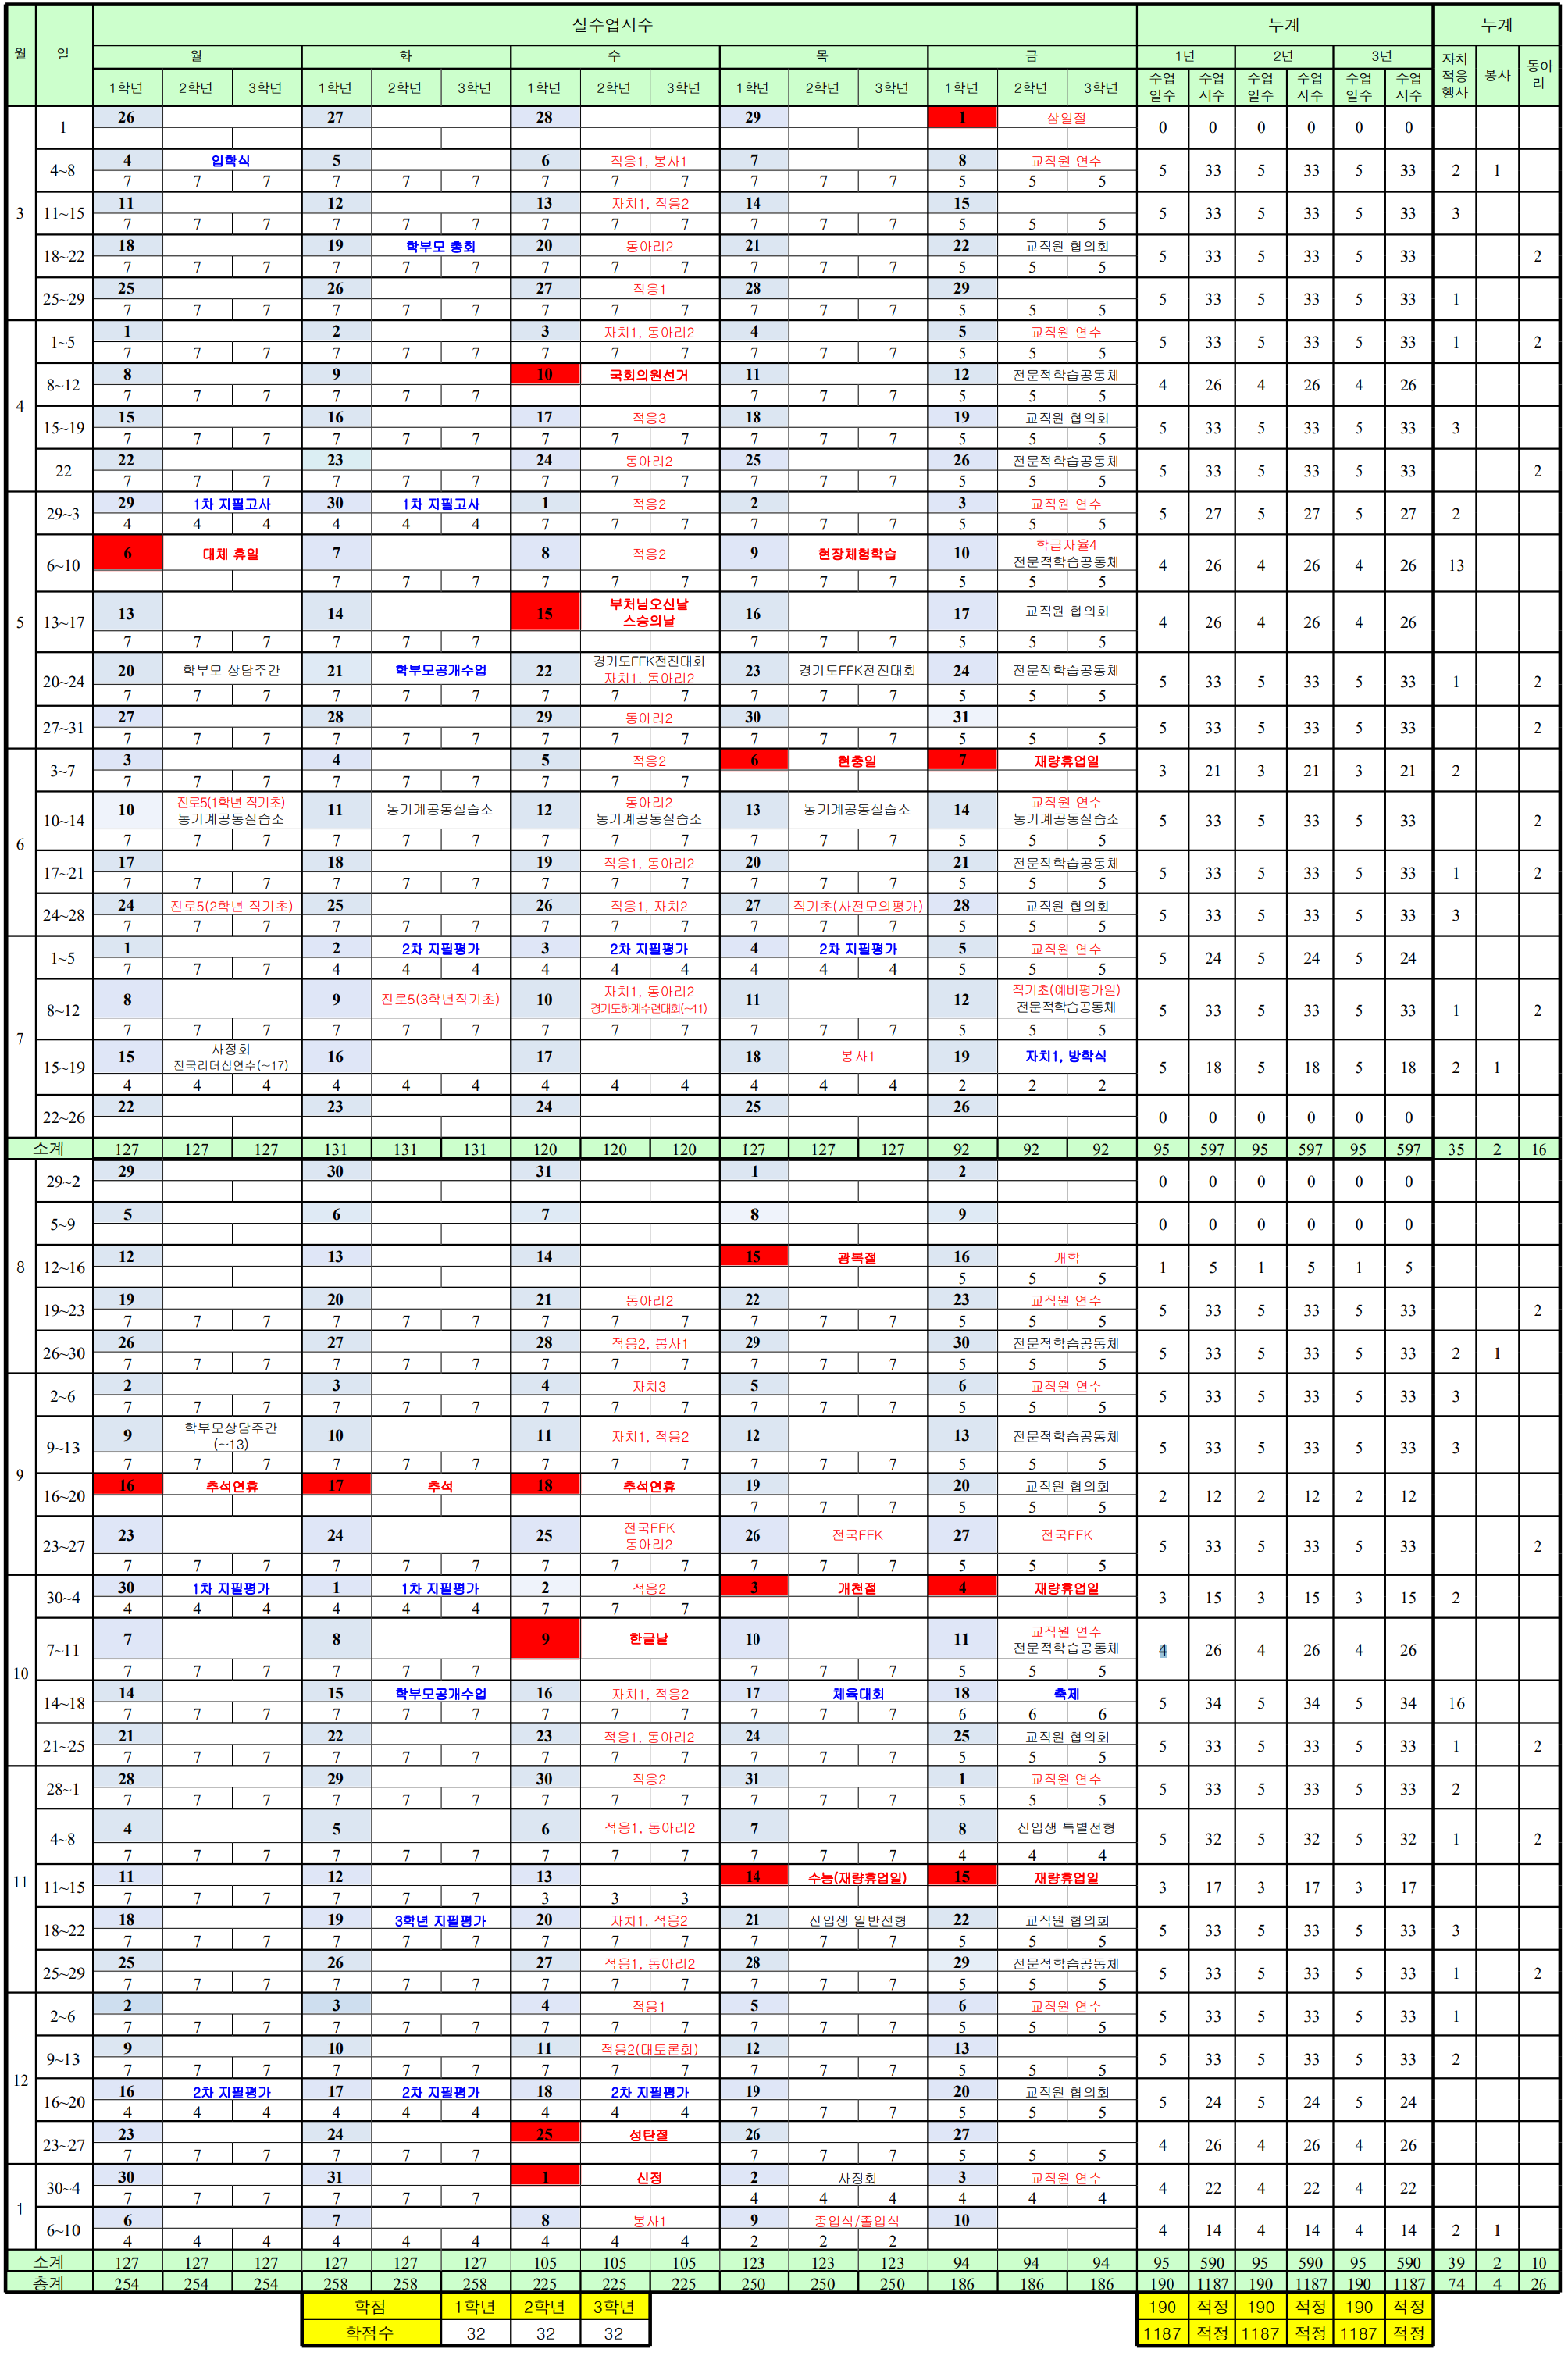 월 일 실수업시수 누계 누계
월 화 수 목 금 1년 2년 3년 자치적응행사 봉사 동아리
1학년 2학년 3학년 1학년 2학년 3학년 1학년 2학년 3학년 1학년 2학년 3학년 1학년 2학년 3학년 수업일수 수업시수 수업일수 수업시수 수업일수 수업시수
3 1 26 27 28 29 1 삼일절 0 0 0 0 0 0
4~8 4 입학식 5 6 적응1, 봉사1 7 8 교직원 연수 5 33 5 33 5 33 2 1
7 7 7 7 7 7 7 7 7 7 7 7 5 5 5
11~15 11 12 13 자치1, 적응2 14 15 5 33 5 33 5 33 3
7 7 7 7 7 7 7 7 7 7 7 7 5 5 5
18~22 18 19 학부모 총회 20 동아리2 21 22 교직원 협의회 5 33 5 33 5 33 2
7 7 7 7 7 7 7 7 7 7 7 7 5 5 5
25~29 25 26 27 적응1 28 29 5 33 5 33 5 33 1
7 7 7 7 7 7 7 7 7 7 7 7 5 5 5
4 1~5 1 2 3 자치1, 동아리2 4 5 교직원 연수 5 33 5 33 5 33 1 2
7 7 7 7 7 7 7 7 7 7 7 7 5 5 5
8~12 8 9 10 국회의원선거 11 12 전문적학습공동체 4 26 4 26 4 26
7 7 7 7 7 7 7 7 7 5 5 5
15~19 15 16 17 적응3 18 19 교직원 협의회 5 33 5 33 5 33 3
7 7 7 7 7 7 7 7 7 7 7 7 5 5 5
22 22 23 24 동아리2 25 26 전문적학습공동체 5 33 5 33 5 33 2
7 7 7 7 7 7 7 7 7 7 7 7 5 5 5
5 29~3 29 1차 지필고사 30 1차 지필고사 1 적응2 2 3 교직원 연수 5 27 5 27 5 27 2
4 4 4 4 4 4 7 7 7 7 7 7 5 5 5
6~10 6 대체 휴일 7 8 적응2 9 현장체험학습 10 학급자율4 전문적학습공동체 4 26 4 26 4 26 13
7 7 7 7 7 7 7 7 7 5 5 5
13~17 13 14 15 부처님오신날 스승의날 16 17 교직원 협의회 4 26 4 26 4 26
7 7 7 7 7 7 7 7 7 5 5 5
20~24 20 학부모 상담주간 21 학부모공개수업 22 경기도FFK전진대회 자치1, 동아리2 23 경기도FFK전진대회 24 전문적학습공동체 5 33 5 33 5 33 1 2
7 7 7 7 7 7 7 7 7 7 7 7 5 5 5
27~31 27 28 29 동아리2 30 31 5 33 5 33 5 33 2
7 7 7 7 7 7 7 7 7 7 7 7 5 5 5
6 3~7 3 4 5 적응2 6 현충일 7 재량휴업일 3 21 3 21 3 21 2
7 7 7 7 7 7 7 7 7
10~14 10 진로5(1학년 직기초) 농기계공동실습소 11 농기계공동실습소 12 동아리2 농기계공동실습소 13 농기계공동실습소 14 교직원 연수 농기계공동실습소 5 33 5 33 5 33 2
7 7 7 7 7 7 7 7 7 7 7 7 5 5 5
17~21 17 18 19 적응1, 동아리2 20 21 전문적학습공동체 5 33 5 33 5 33 1 2
7 7 7 7 7 7 7 7 7 7 7 7 5 5 5
24~28 24 진로5(2학년 직기초) 25 26 적응1, 자치2 27 직기초(사전모의평가) 28 교직원 협의회 5 33 5 33 5 33 3
7 7 7 7 7 7 7 7 7 7 7 7 5 5 5
7 1~5 1 2 2차 지필평가 3 2차 지필평가 4 2차 지필평가 5 교직원 연수 5 24 5 24 5 24
7 7 7 4 4 4 4 4 4 4 4 4 5 5 5
8~12 8 9 진로5(3학년직기초) 10 자치1, 동아리2 경기도하계수련대회(~11) 11 12 직기초(예비평가일) 전문적학습공동체 5 33 5 33 5 33 1 2
7 7 7 7 7 7 7 7 7 7 7 7 5 5 5
15~19 15 사정회 전국리더십연수(~17) 16 17 18 봉사1 19 자치1, 방학식 5 18 5 18 5 18 2 1
4 4 4 4 4 4 4 4 4 4 4 4 2 2 2
22~26 22 23 24 25 26 0 0 0 0 0 0
소계 127 127 127 131 131 131 120 120 120 127 127 127 92 92 92 95 597 95 597 95 597 35 2 16
8 29~2 29 30 31 1 2 0 0 0 0 0 0
5~9 5 6 7 8 9 0 0 0 0 0 0
12~16 12 13 14 15 광복절 16 개학 1 5 1 5 1 5
5 5 5
19~23 19 20 21 동아리2 22 23 교직원 연수 5 33 5 33 5 33 2
7 7 7 7 7 7 7 7 7 7 7 7 5 5 5
26~30 26 27 28 적응2, 봉사1 29 30 전문적학습공동체 5 33 5 33 5 33 2 1
7 7 7 7 7 7 7 7 7 7 7 7 5 5 5
9 2~6 2 3 4 자치3 5 6 교직원 연수 5 33 5 33 5 33 3
7 7 7 7 7 7 7 7 7 7 7 7 5 5 5
9~13 9 학부모상담주간 (~13) 10 11 자치1, 적응2 12 13 전문적학습공동체 5 33 5 33 5 33 3
7 7 7 7 7 7 7 7 7 7 7 7 5 5 5
16~20 16 추석연휴 17 추석 18 추석연휴 19 20 교직원 협의회 2 12 2 12 2 12
7 7 7 5 5 5
23~27 23 24 25 전국FFK 동아리2 26 전국FFK 27 전국FFK 5 33 5 33 5 33 2
7 7 7 7 7 7 7 7 7 7 7 7 5 5 5
10 30~4 30 1차 지필평가 1 1차 지필평가 2 적응2 3 개천절 4 재량휴업일 3 15 3 15 3 15 2
4 4 4 4 4 4 7 7 7
7~11 7 8 9 한글날 10 11 교직원 연수 전문적학습공동체 4 26 4 26 4 26
7 7 7 7 7 7 7 7 7 5 5 5
14~18 14 15 학부모공개수업 16 자치1, 적응2 17 체육대회 18 축제 5 34 5 34 5 34 16
7 7 7 7 7 7 7 7 7 7 7 7 6 6 6
21~25 21 22 23 적응1, 동아리2 24 25 교직원 협의회 5 33 5 33 5 33 1 2
7 7 7 7 7 7 7 7 7 7 7 7 5 5 5
11 28~1 28 29 30 적응2 31 1 교직원 연수 5 33 5 33 5 33 2
7 7 7 7 7 7 7 7 7 7 7 7 5 5 5
4~8 4 5 6 적응1, 동아리2 7 8 신입생 특별전형 5 32 5 32 5 32 1 2
7 7 7 7 7 7 7 7 7 7 7 7 4 4 4
11~15 11 12 13 14 수능(재량휴업일) 15 재량휴업일 3 17 3 17 3 17
7 7 7 7 7 7 3 3 3
18~22 18 19 3학년 지필평가 20 자치1, 적응2 21 신입생 일반전형 22 교직원 협의회 5 33 5 33 5 33 3
7 7 7 7 7 7 7 7 7 7 7 7 5 5 5
25~29 25 26 27 적응1, 동아리2 28 29 전문적학습공동체 5 33 5 33 5 33 1 2
7 7 7 7 7 7 7 7 7 7 7 7 5 5 5
12 2~6 2 3 4 적응1 5 6 교직원 연수 5 33 5 33 5 33 1
7 7 7 7 7 7 7 7 7 7 7 7 5 5 5
9~13 9 10 11 적응2(대토론회) 12 13 5 33 5 33 5 33 2
7 7 7 7 7 7 7 7 7 7 7 7 5 5 5
16~20 16 2차 지필평가 17 2차 지필평가 18 2차 지필평가 19 20 교직원 협의회 5 24 5 24 5 24
4 4 4 4 4 4 4 4 4 7 7 7 5 5 5
23~27 23 24 25 성탄절 26 27 4 26 4 26 4 26
7 7 7 7 7 7 7 7 7 5 5 5
1 30~4 30 31 1 신정 2 사정회 3 교직원 연수 4 22 4 22 4 22
7 7 7 7 7 7 4 4 4 4 4 4
6~10 6 7 8 봉사1 9 종업식/졸업식 10 4 14 4 14 4 14 2 1
4 4 4 4 4 4 4 4 4 2 2 2
소계 127 127 127 127 127 127 105 105 105 123 123 123 94 94 94 95 590 95 590 95 590 39 2 10
총계 254 254 254 258 258 258 225 225 225 250 250 250 186 186 186 190 1187 190 1187 190 1187 74 4 26
학점 1학년 2학년 3학년 190 적정 190 적정 190 적정
학점수 32 32 32 1187 적정 1187 적정 1187 적정